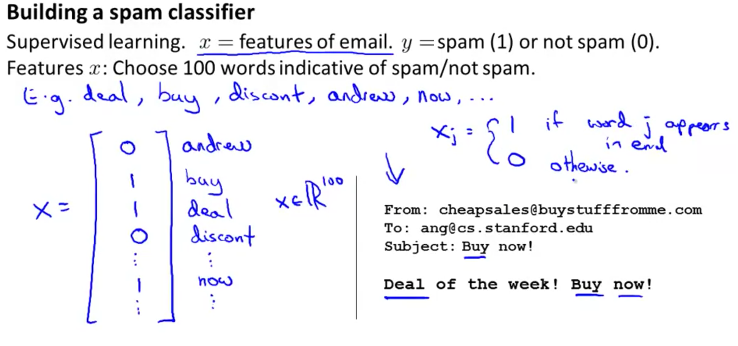 Building a spam classifier
Supervised learning. x = features of email. y = spam (1) or not spam (0).
Features x: Choose 100 words indicative of spam/not spam.
E.g. deal, buy, discont, andrew, now, ...
x = [0 1 1 0 ⋮ 1 ⋮]
andrew
buy
deal
discont
⋮
now
⋮
x ∈ ℝ^100
xj = { 1 if word j appears
in email
0 othewise.
From: cheapsales@buystufffromme.com
To: ang@cs.stanford.edu
Subject: Buy now!
Deal of the week! Buy now!